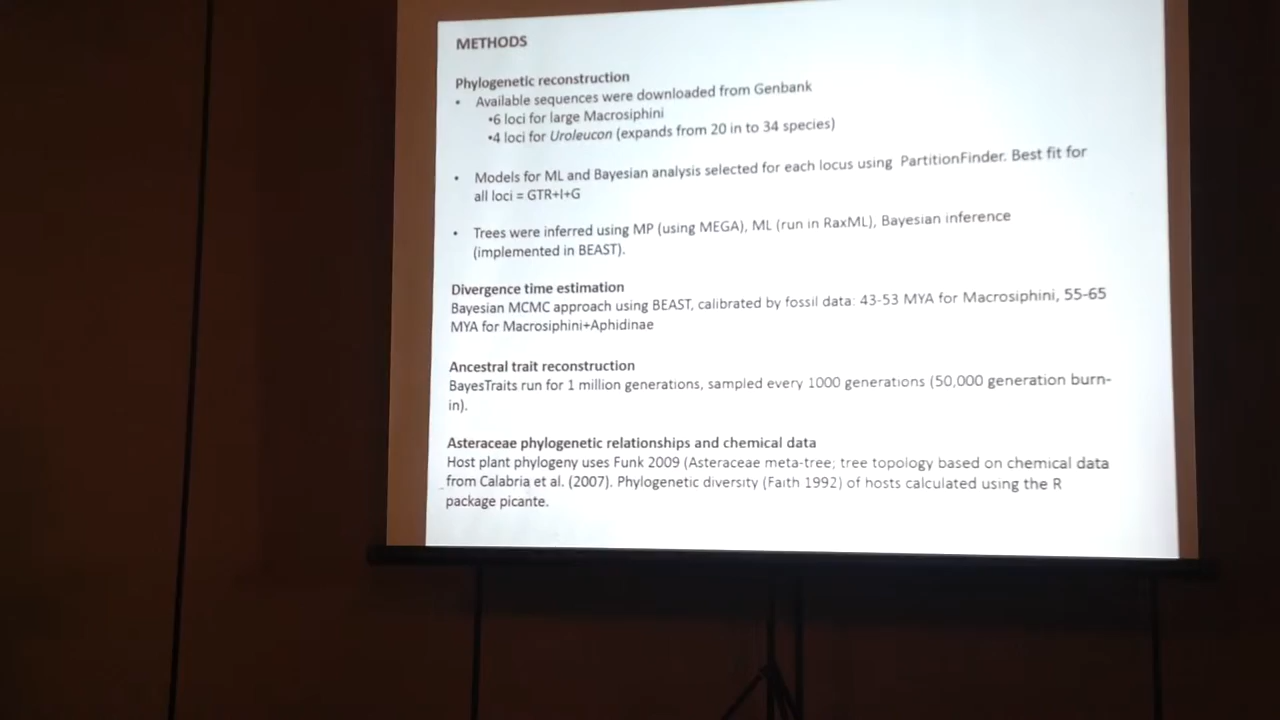 METHODS
Phylogenetic reconstruction
• Available sequences were downloaded from Genbank
•6 loci for large Macrosiphini
•4 loci for Uroleucon (expands from 20 in to 34 species)
• Models for ML and Bayesian analysis selected for each locus using PartitionFinder. Best fit for
all loci = GTR+I+G
• Trees were inferred using MP (using MEGA), ML (run in RaxML), Bayesian inference
(implemented in BEAST).
Divergence time estimation
Bayesian MCMC approach using BEAST, calibrated by fossil data: 43-53 MYA for Macrosiphini, 55-65
MYA for Macrosiphini+Aphidinae
Ancestral trait reconstruction
BayesTraits run for 1 million generations, sampled every 1000 generations (50,000 generation burn-
in).
Asteraceae phylogenetic relationships and chemical data
Host plant phylogeny uses Funk 2009 (Asteraceae meta-tree; tree topology based on chemical data
from Calabria et al. (2007). Phylogenetic diversity (Faith 1992) of hosts calculated using the R
package picante.